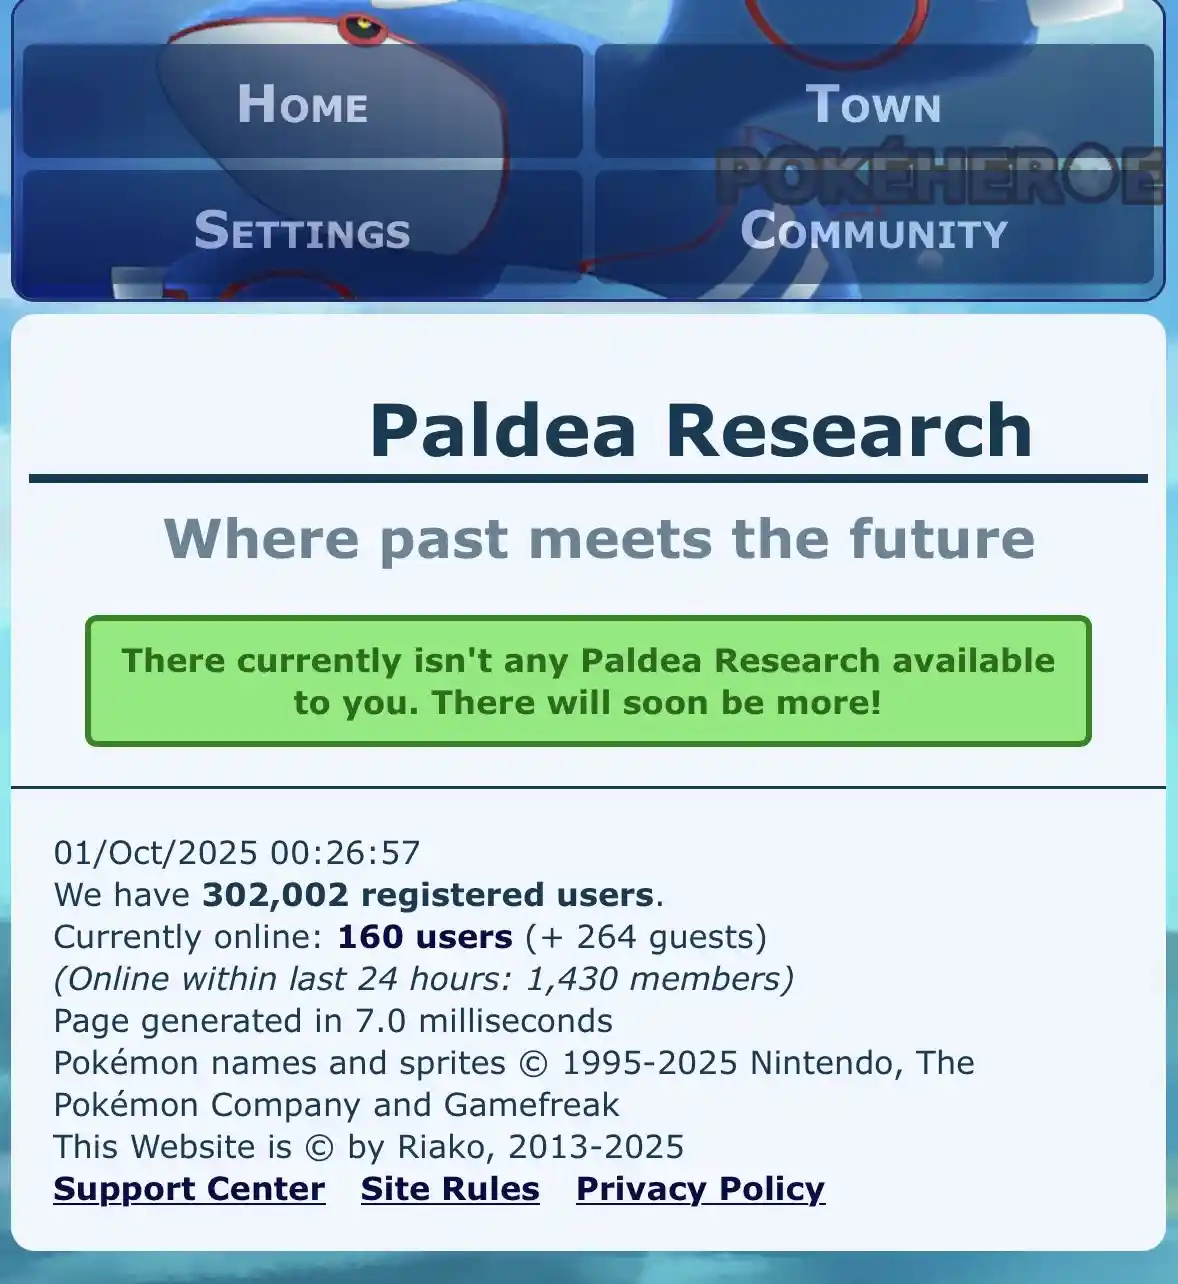 Home
Town
POKÉHEROE
Settings
Community
Paldea Research
Where past meets the future
There currently isn't any Paldea Research available
to you. There will soon be more!
01/Oct/2025 00:26:57
We have 302,002 registered users.
Currently online: 160 users (+ 264 guests)
(Online within last 24 hours: 1,430 members)
Page generated in 7.0 milliseconds
Pokémon names and sprites © 1995-2025 Nintendo, The
Pokémon Company and Gamefreak
This Website is © by Riako, 2013-2025
Support Center Site Rules Privacy Policy